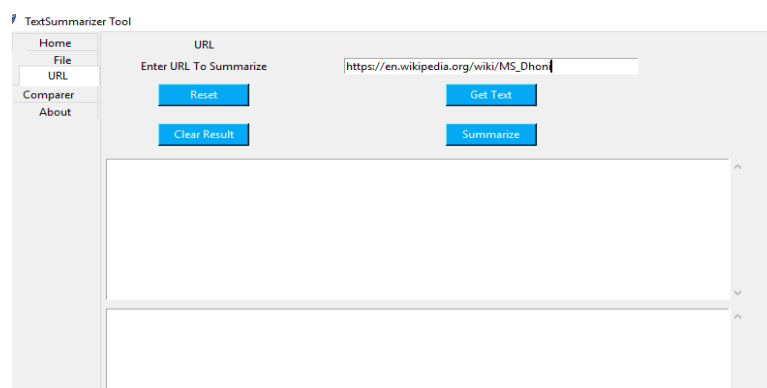 TextSummarizer Tool
Home
File
URL
Comparer
About
URL
Enter URL To Summarize https://en.wikipedia.org/wiki/MS_Dhoni
Reset Get Text
Clear Result Summarize